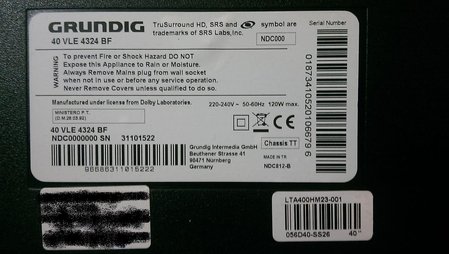 GRUNDIG
40 VLE 4324 BF
TruSurround HD, SRS and symbol are
trademarks of SRS Labs,Inc.
NDC000
Serial Number
WARNING
To prevent Fire or Shock Hazard DO NOT
Expose this Appliance to Rain or Moisture.
Always Remove Mains plug from wall socket
when not in use or before any service operation.
Never Remove Covers unless qualified to do so.
Manufactured under license from Dolby Laboratories.
220-240V ~ 50-60Hz 120W max.
MINISTERO P.T.
(D.M.28.03.92)
40 VLE 4324 BF
NDC0000000 SN 31101522
Grundig Intermedia GmbH
Beuthener Strasse 41
90471 Nürnberg
Germany
CE
Chassis TT
MADE IN TR
NDC812-B
LTA400HM23-001
056D40-SS26 40"